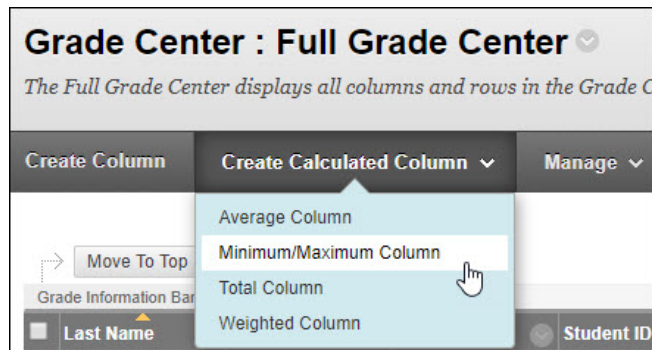 Grade Center : Full Grade Center
The Full Grade Center displays all columns and rows in the Grade C
Create Column Create Calculated Column Manage
Average Column
Minimum/Maximum Column
Move To Top
Total Column
Grade Information Bar
Weighted Column
Last Name Student ID